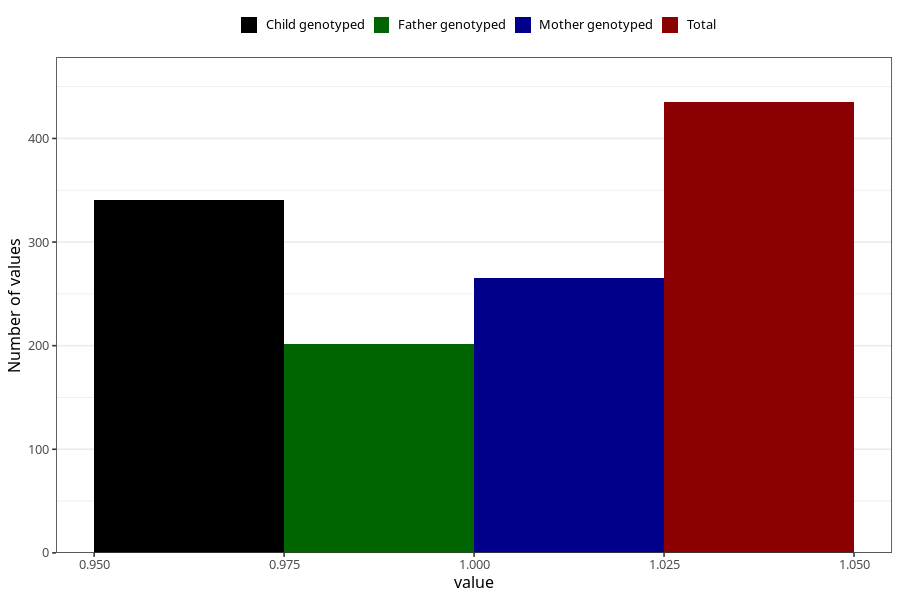 Child genotyped Father genotyped Mother genotyped Total
Number of values
400
300
200
100
0
0.950 0.975 1.000 1.025 1.050
value